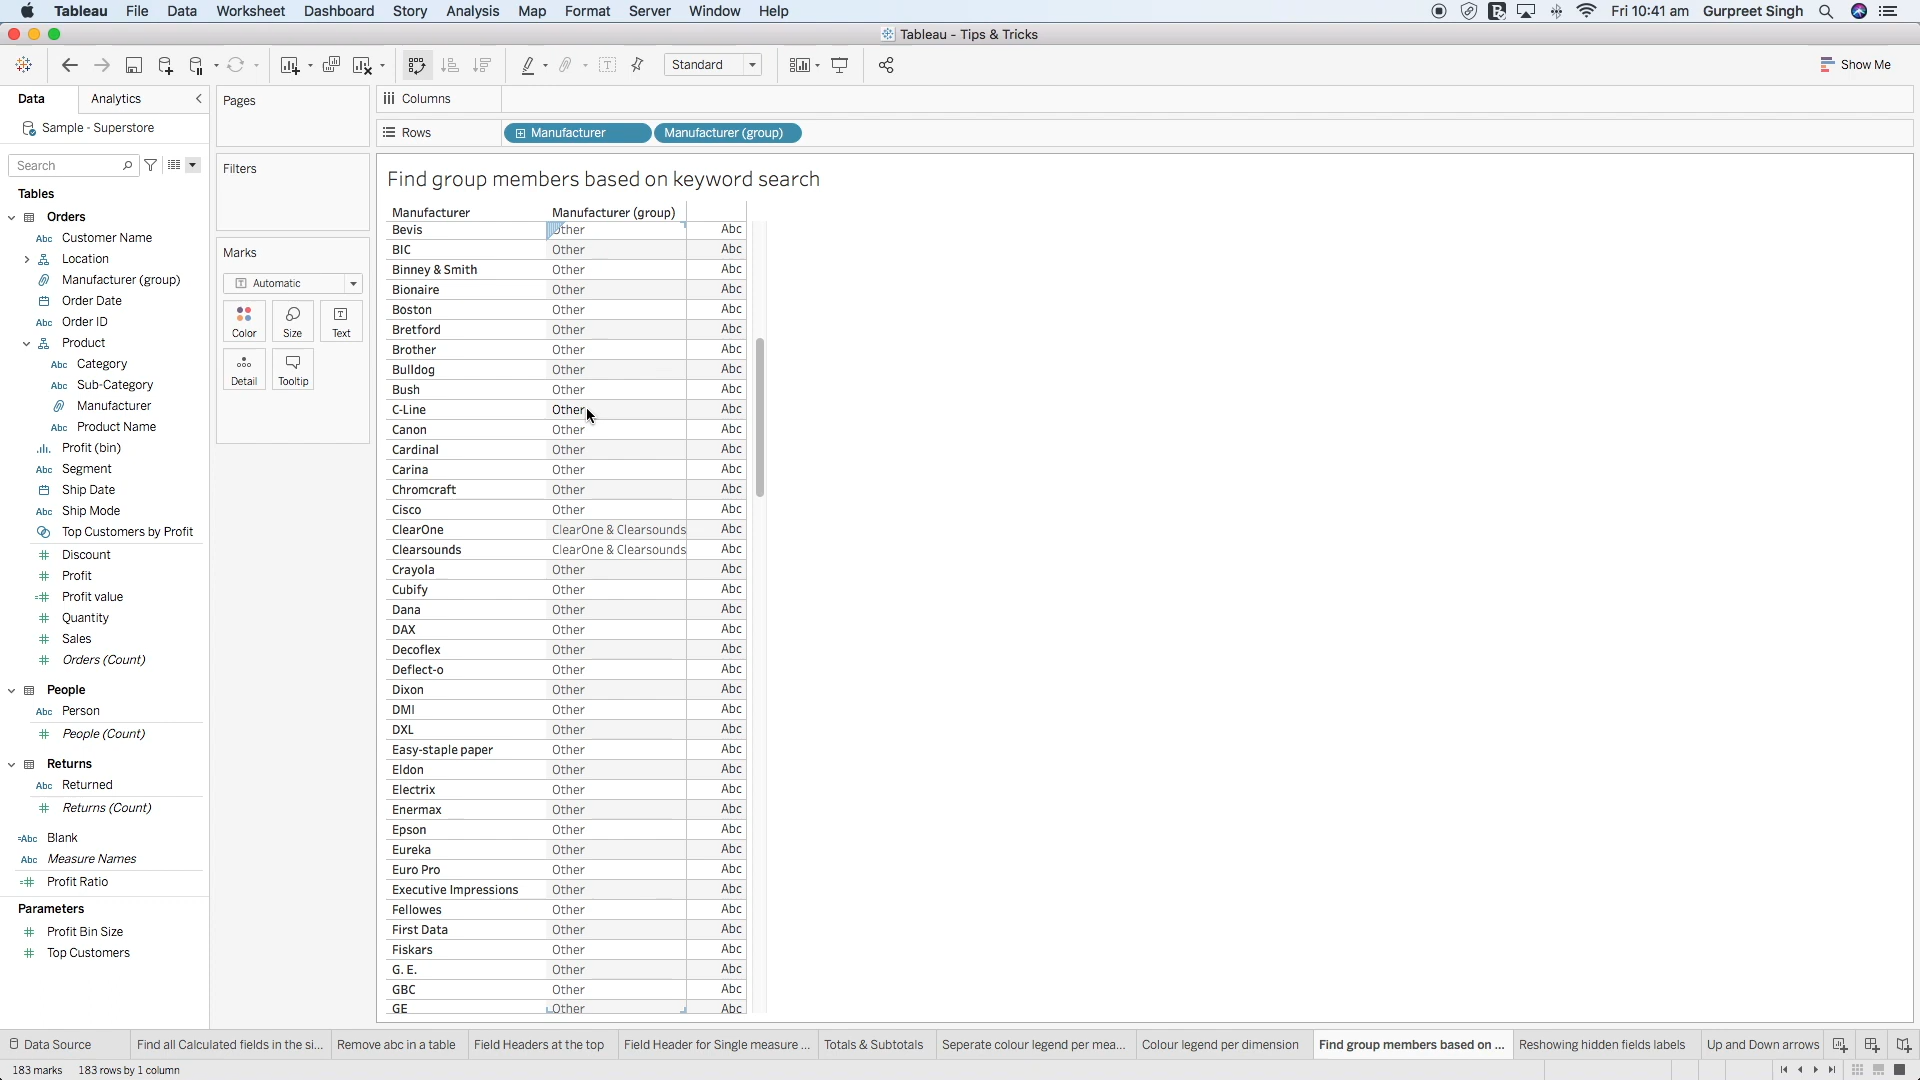 Tableau File Data Worksheet Dashboard Story Analysis Map Format Server Window Help Fri 10:41 am Gurpreet Singh
Tableau - Tips & Tricks
Standard Show Me
Data Analytics
Sample - Superstore
Search
Tables
Orders
Abc Customer Name
Location
Manufacturer (group)
Order Date
Abc Order ID
Product
Abc Category
Abc Sub-Category
Manufacturer
Abc Product Name
Profit (bin)
Abc Segment
Ship Date
Abc Ship Mode
Top Customers by Profit
# Discount
# Profit
=# Profit value
# Quantity
# Sales
# Orders (Count)
People
Abc Person
# People (Count)
Returns
Abc Returned
# Returns (Count)
=Abc Blank
Abc Measure Names
=# Profit Ratio
Parameters
# Profit Bin Size
# Top Customers
Pages
Filters
Marks
Automatic
Color Size Text
Detail Tooltip
Columns
Rows Manufacturer Manufacturer (group)
Find group members based on keyword search
Manufacturer Manufacturer (group)
Bevis Other Abc
BIC Other Abc
Binney & Smith Other Abc
Bionaire Other Abc
Boston Other Abc
Bretford Other Abc
Brother Other Abc
Bulldog Other Abc
Bush Other Abc
C-Line Other Abc
Canon Other Abc
Cardinal Other Abc
Carina Other Abc
Chromcraft Other Abc
Cisco Other Abc
ClearOne ClearOne & Clearsounds Abc
Clearsounds ClearOne & Clearsounds Abc
Crayola Other Abc
Cubify Other Abc
Dana Other Abc
DAX Other Abc
Decoflex Other Abc
Deflect-o Other Abc
Dixon Other Abc
DMI Other Abc
DXL Other Abc
Easy-staple paper Other Abc
Eldon Other Abc
Electrix Other Abc
Enermax Other Abc
Epson Other Abc
Eureka Other Abc
Euro Pro Other Abc
Executive Impressions Other Abc
Fellowes Other Abc
First Data Other Abc
Fiskars Other Abc
G. E. Other Abc
GBC Other Abc
GE Other Abc
Data Source Find all Calculated fields in the si... Remove abc in a table Field Headers at the top Field Header for Single measure ... Totals & Subtotals Seperate colour legend per mea... Colour legend per dimension Find group members based on ... Reshowing hidden fields labels Up and Down arrows
183 marks 183 rows by 1 column